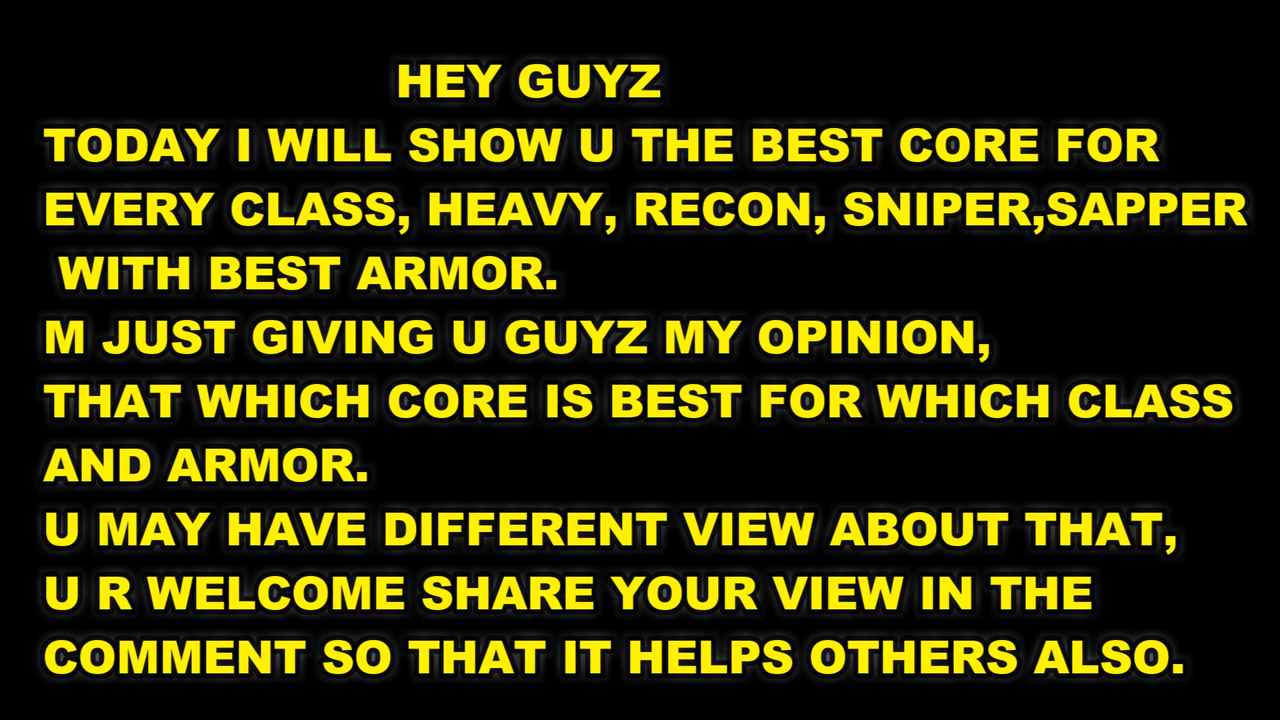 HEY GUYZ
TODAY I WILL SHOW U THE BEST CORE FOR
EVERY CLASS, HEAVY, RECON, SNIPER,SAPPER
WITH BEST ARMOR.
M JUST GIVING U GUYZ MY OPINION,
THAT WHICH CORE IS BEST FOR WHICH CLASS
AND ARMOR.
U MAY HAVE DIFFERENT VIEW ABOUT THAT,
U R WELCOME SHARE YOUR VIEW IN THE
COMMENT SO THAT IT HELPS OTHERS ALSO.